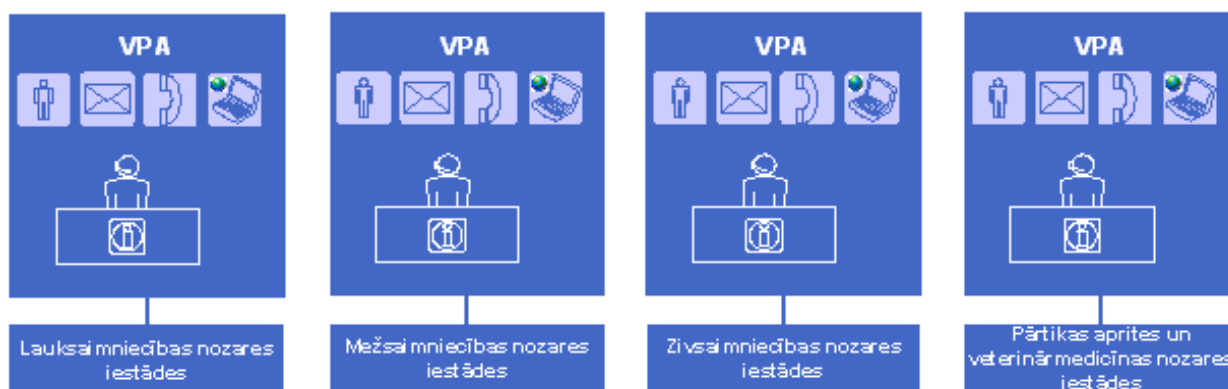 VPA
VPA
VPA
VPA
Lauksaimniecības nozares
iestādes
Mežsaimniecības nozares
iestādes
Zivsaimniecības nozares
iestādes
Pārtikas aprites un
veterinārmedicīnas nozares
iestādes